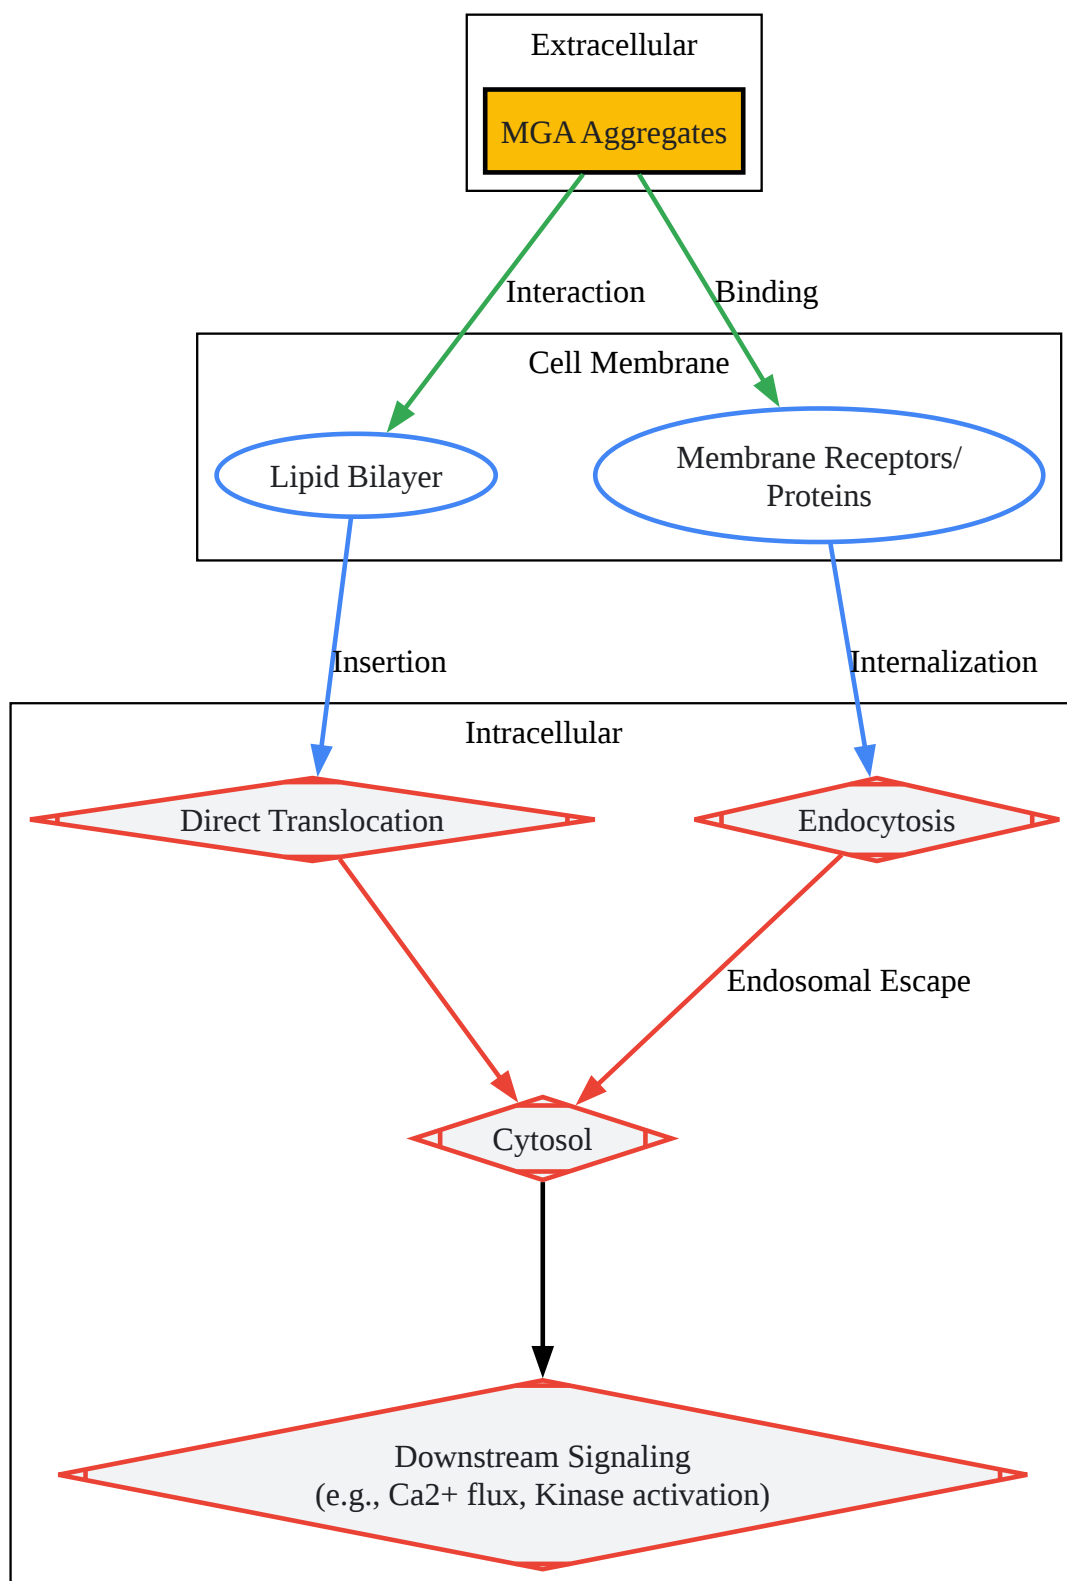 Extracellular
MGA Aggregates
Interaction
Binding
Cell Membrane
Lipid Bilayer
Membrane Receptors/
Proteins
Insertion
Internalization
Intracellular
Direct Translocation
Endocytosis
Endosomal Escape
Cytosol
Downstream Signaling
(e.g., Ca2+ flux, Kinase activation)